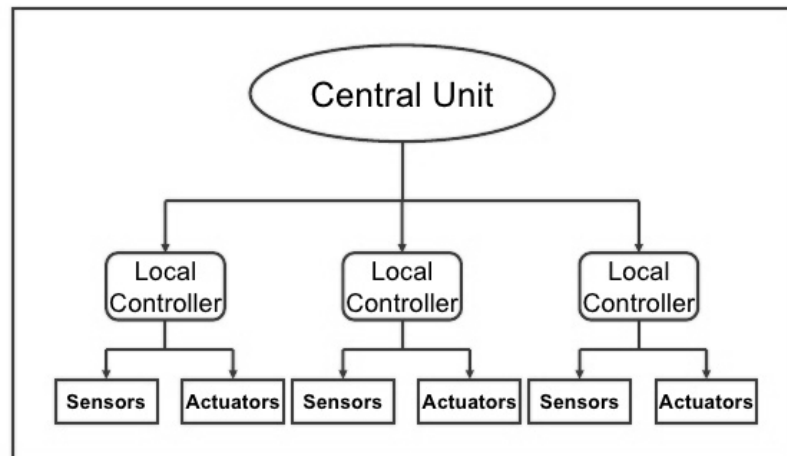 Central Unit
Local
Controller
Local
Controller
Local
Controller
Sensors
Actuators
Sensors
Actuators
Sensors
Actuators